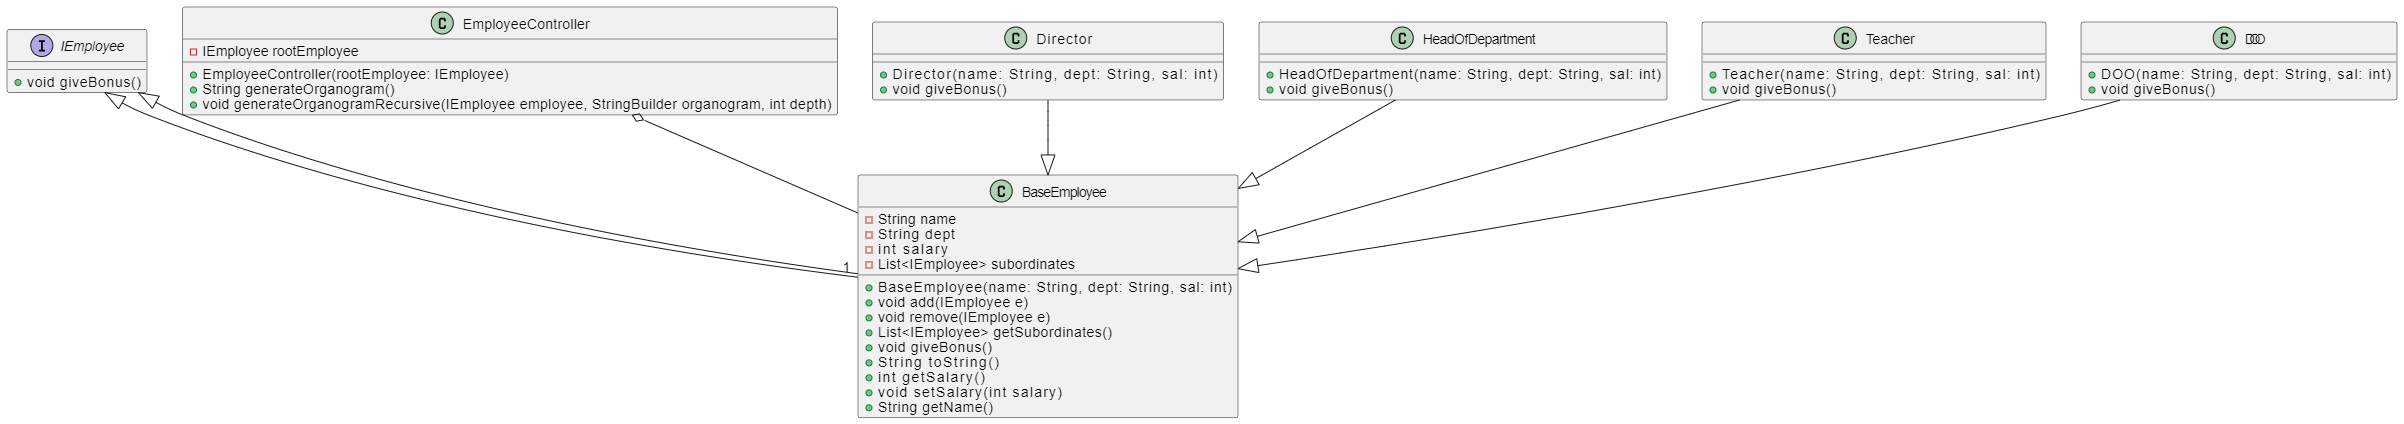 I IEmployee
void giveBonus()
C EmployeeController
IEmployee rootEmployee
EmployeeController(rootEmployee: IEmployee)
String generateOrganogram()
void generateOrganogramRecursive(IEmployee employee, StringBuilder organogram, int depth)
C Director
Director(name: String, dept: String, sal: int)
void giveBonus()
C HeadOfDepartment
HeadOfDepartment(name: String, dept: String, sal: int)
void giveBonus()
C Teacher
Teacher(name: String, dept: String, sal: int)
void giveBonus()
C DOO
DOO(name: String, dept: String, sal: int)
void giveBonus()
C BaseEmployee
String name
String dept
int salary
List<IEmployee> subordinates
1
BaseEmployee(name: String, dept: String, sal: int)
void add(IEmployee e)
void remove(IEmployee e)
List<IEmployee> getSubordinates()
void giveBonus()
String toString()
int getSalary()
void setSalary(int salary)
String getName()